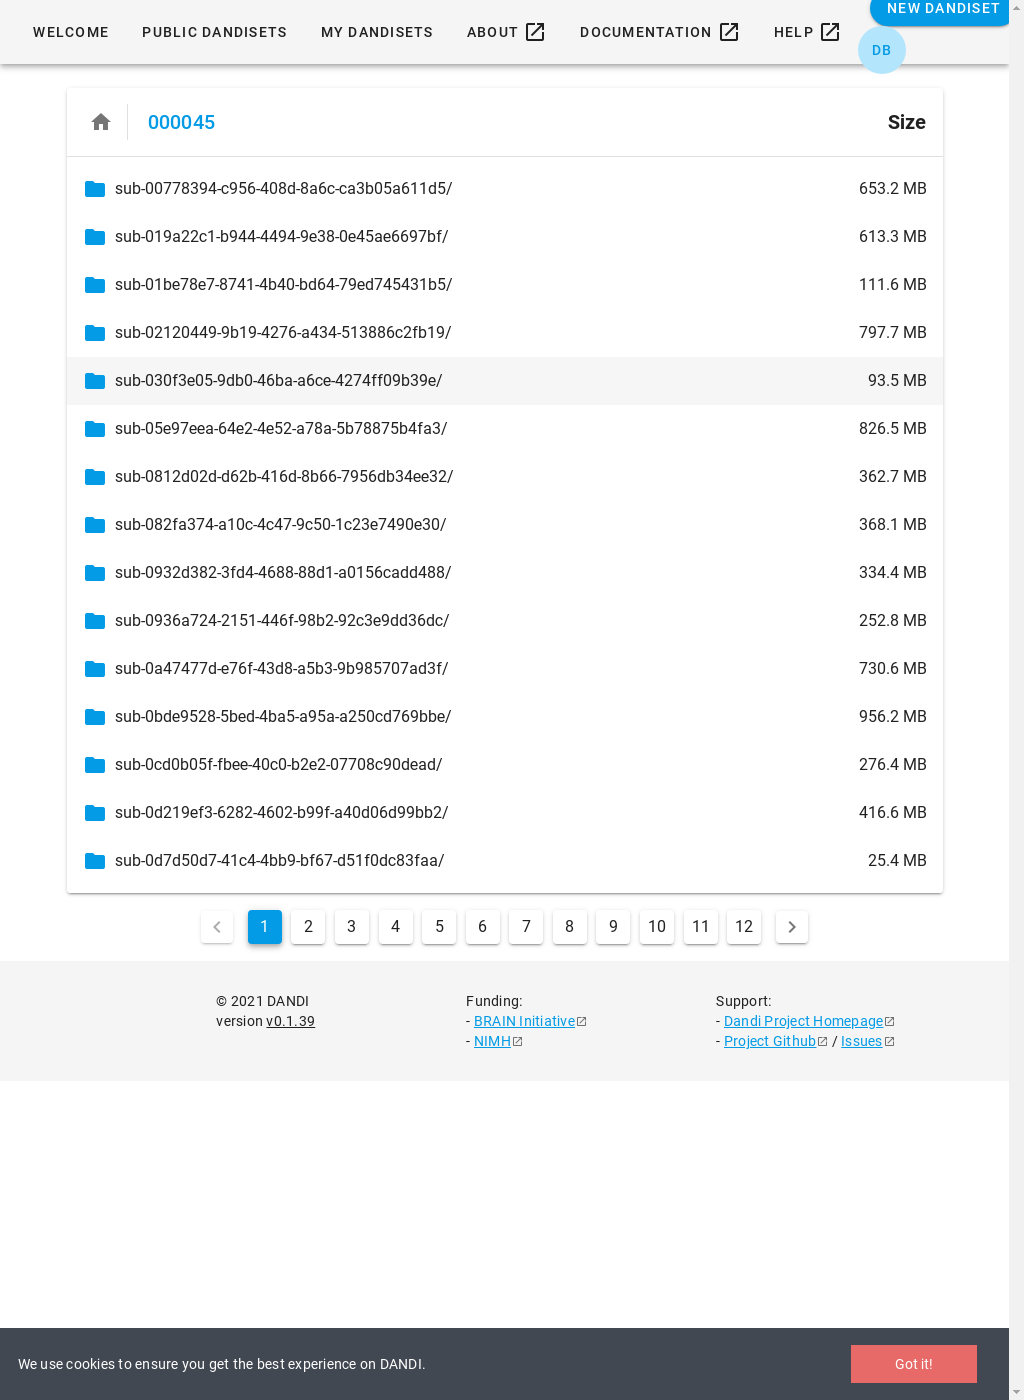 NEW DANDISET
WELCOME PUBLIC DANDISETS MY DANDISETS ABOUT DOCUMENTATION HELP
DB
000045 Size
sub-00778394-c956-408d-8a6c-ca3b05a611d5/ 653.2 MB
sub-019a22c1-b944-4494-9e38-0e45ae6697bf/ 613.3 MB
sub-01be78e7-8741-4b40-bd64-79ed745431b5/ 111.6 MB
sub-02120449-9b19-4276-a434-513886c2fb19/ 797.7 MB
sub-030f3e05-9db0-46ba-a6ce-4274ff09b39e/ 93.5 MB
sub-05e97eea-64e2-4e52-a78a-5b78875b4fa3/ 826.5 MB
sub-0812d02d-d62b-416d-8b66-7956db34ee32/ 362.7 MB
sub-082fa374-a10c-4c47-9c50-1c23e7490e30/ 368.1 MB
sub-0932d382-3fd4-4688-88d1-a0156cadd488/ 334.4 MB
sub-0936a724-2151-446f-98b2-92c3e9dd36dc/ 252.8 MB
sub-0a47477d-e76f-43d8-a5b3-9b985707ad3f/ 730.6 MB
sub-0bde9528-5bed-4ba5-a95a-a250cd769bbe/ 956.2 MB
sub-0cd0b05f-fbee-40c0-b2e2-07708c90dead/ 276.4 MB
sub-0d219ef3-6282-4602-b99f-a40d06d99bb2/ 416.6 MB
sub-0d7d50d7-41c4-4bb9-bf67-d51f0dc83faa/ 25.4 MB
1 2 3 4 5 6 7 8 9 10 11 12
© 2021 DANDI
version v0.1.39
Funding:
- BRAIN Initiative
- NIMH
Support:
- Dandi Project Homepage
- Project Github / Issues
We use cookies to ensure you get the best experience on DANDI. Got it!